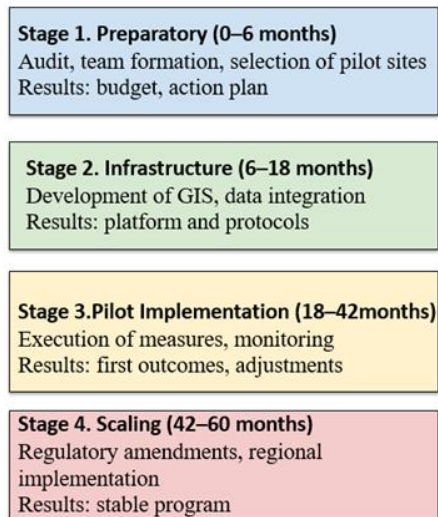 Stage 1. Preparatory (0–6 months)
Audit, team formation, selection of pilot sites
Results: budget, action plan
Stage 2. Infrastructure (6–18 months)
Development of GIS, data integration
Results: platform and protocols
Stage 3.Pilot Implementation (18–42months)
Execution of measures, monitoring
Results: first outcomes, adjustments
Stage 4. Scaling (42–60 months)
Regulatory amendments, regional
implementation
Results: stable program